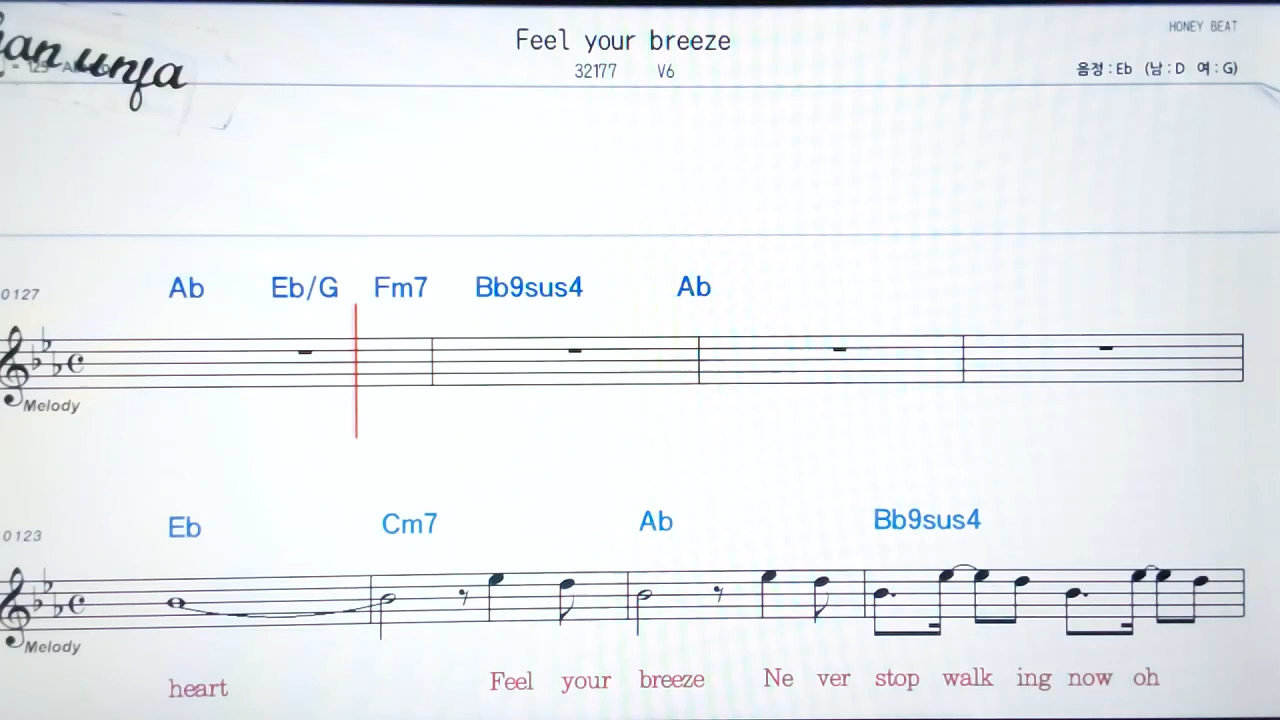 HONEY BEAT
Feel your breeze
32177 V6
음정 : Eb (남 : D 여 : G)
0127
Ab Eb/G Fm7 Bb9sus4 Ab
Melody
0123
Eb Cm7 Ab Bb9sus4
Melody
heart Feel your breeze Ne ver stop walk ing now oh